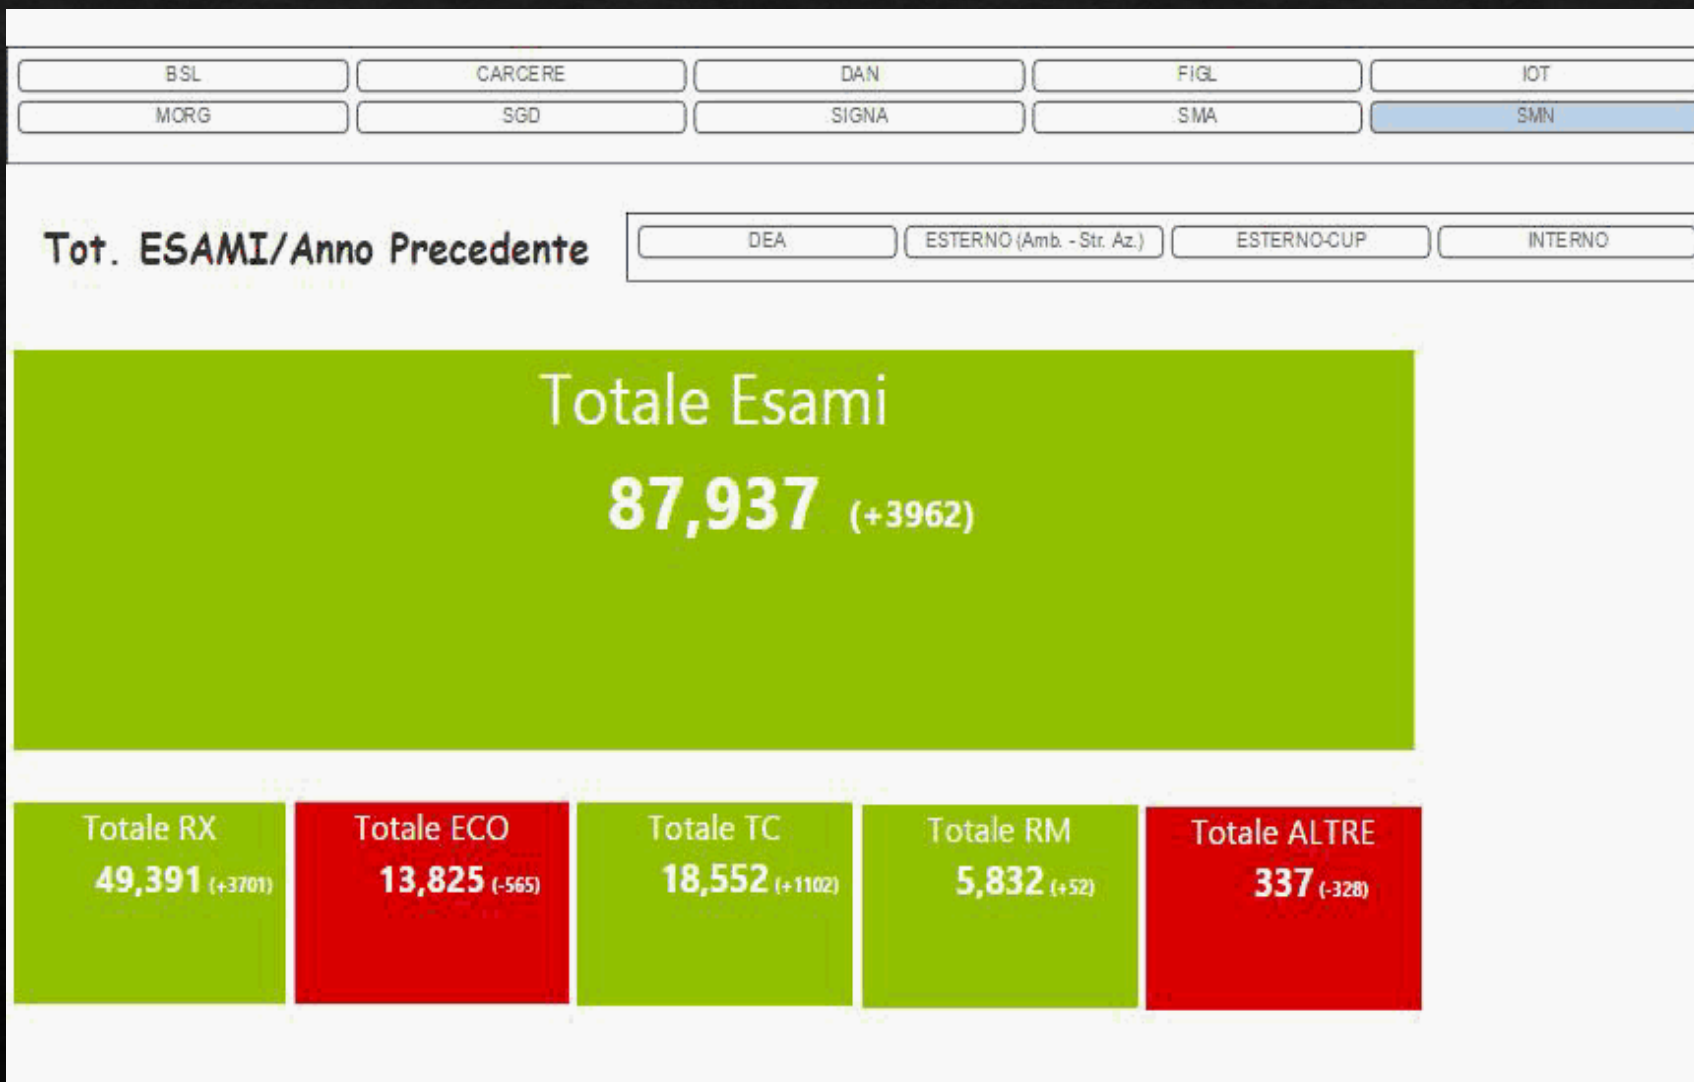 BSL CARCERE DAN FiGL IOT
MORG SGD SIGNA SMA SMN
Tot. ESAMI/Anno Precedente
DEA ESTERNO (Amb. - Str. Az.) ESTERNO-CUP INTERNO
Totale Esami
87,937 (+3962)
Totale RX
49,391 (+3701)
Totale ECO
13,825 (-565)
Totale TC
18,552 (+1102)
Totale RM
5,832 (+52)
Totale ALTRE
337 (-328)